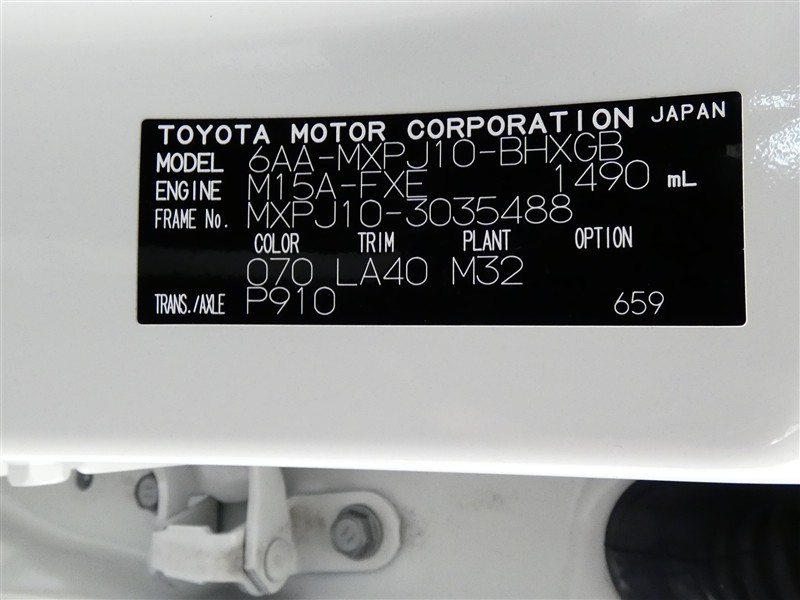 TOYOTA MOTOR CORPORATION JAPAN
MODEL 6AA-MXPJ10-BHXGB
ENGINE M15A-FXE 1490 mL
FRAME No. MXPJ10-3035488
COLOR TRIM PLANT OPTION
070 LA40 M32
TRANS./AXLE P910 659